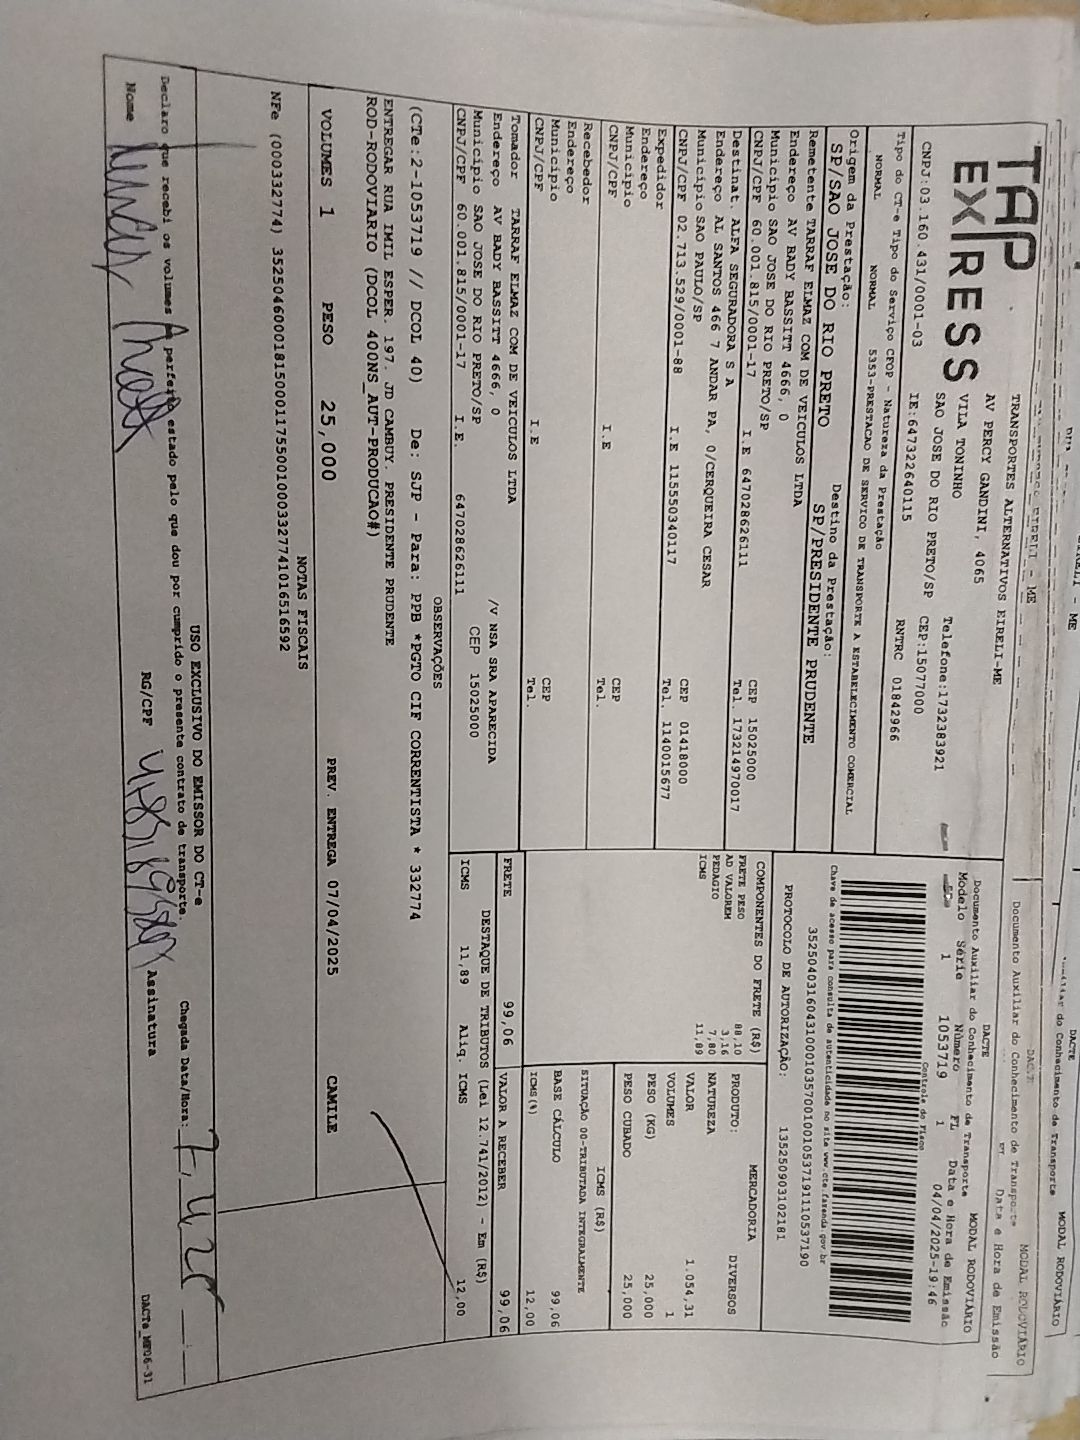 TAP
EXPRESS
TRANSPORTES ALTERNATIVOS EIRELI-ME
AV PERCY GANDINI, 4065
VILA TONINHO
SAO JOSE DO RIO PRETO/SP CEP:15077000
Telefone:1732383921
CNPJ:03.160.431/0001-03 IE:647322640115 RNTRC 01842966
DACTE
Documento Auxiliar do Conhecimento de Transporte MODAL RODOVIÁRIO
Modelo Série Número FL Data e Hora de Emissão
1 1053719 1 04/04/2025-19:46
Controle do Fisco
Tipo do CT-e Tipo do Serviço CFOP - Natureza da Prestação
NORMAL NORMAL 5353-PRESTACAO DE SERVICO DE TRANSPORTE A ESTABELECIMENTO COMERCIAL
Chave de acesso para consulta de autenticidade no site www.cte.fazenda.gov.br
PROTOCOLO DE AUTORIZAÇÃO: 135250903102181
Origem da Prestação: Destino da Prestação:
SP/SAO JOSE DO RIO PRETO SP/PRESIDENTE PRUDENTE
Remetente TARRAF ELMAZ COM DE VEICULOS LTDA
Endereço AV BADY BASSITT 4666, 0
Município SAO JOSE DO RIO PRETO/SP CEP 15025000
CNPJ/CPF 60.001.815/0001-17 I.E 647028626111 Tel. 173214970017
Destinat. ALFA SEGURADORA S A
Endereço AL SANTOS 466 7 ANDAR PA, 0/CERQUEIRA CESAR
Município SAO PAULO/SP CEP 01418000
CNPJ/CPF 02.713.529/0001-88 I.E 115550340117 Tel. 1140015677
Expedidor
Endereço
Município CEP
CNPJ/CPF I.E Tel.
Recebedor
Endereço
Município CEP
CNPJ/CPF I.E Tel.
Tomador TARRAF ELMAZ COM DE VEICULOS LTDA
Endereço AV BADY BASSITT 4666, 0 /V NSA SRA APARECIDA
Município SAO JOSE DO RIO PRETO/SP CEP 15025000
CNPJ/CPF 60.001.815/0001-17 I.E. 647028626111
COMPONENTES DO FRETE (R$)
FRETE PESO 88,10
AD VALOREM 3,16
PEDAGIO 7,80
ICMS 11,89
PRODUTO: MERCADORIA
NATUREZA DIVERSOS
VALOR 1.054,31
VOLUMES 1
PESO (KG) 25,000
PESO CUBADO 25,000
ICMS (R$)
SITUAÇÃO 00-TRIBUTADA INTEGRALMENTE
BASE CÁLCULO 99,06
ICMS(%) 12,00
FRETE 99,06 VALOR A RECEBER 99,06
DESTAQUE DE TRIBUTOS (Lei 12.741/2012) - Em (R$)
ICMS 11,89 Aliq. ICMS 12,00
OBSERVAÇÕES
(CTe:2-1053719 // DCOL 40) De: SJP - Para: PPB *PGTO CIF CORRENTISTA * 332774
ENTREGAR RUA IMIL ESPER. 197. JD CAMBUY. PRESIDENTE PRUDENTE
ROD-RODOVIARIO (DCOL 400NS_AUT-PRODUCAO#)
VOLUMES 1 PESO 25,000 PREV. ENTREGA 07/04/2025 CAMILE
NOTAS FISCAIS
NFe (000332774) 35250460001815000117550010003327741016516592
USO EXCLUSIVO DO EMISSOR DO CT-e
Declaro que recebi os volumes perfeito estado pelo que dou por cumprido o presente contrato de transporte.
Chegada Data/Hora:
Nome RG/CPF Assinatura
DACTe_MF06-31